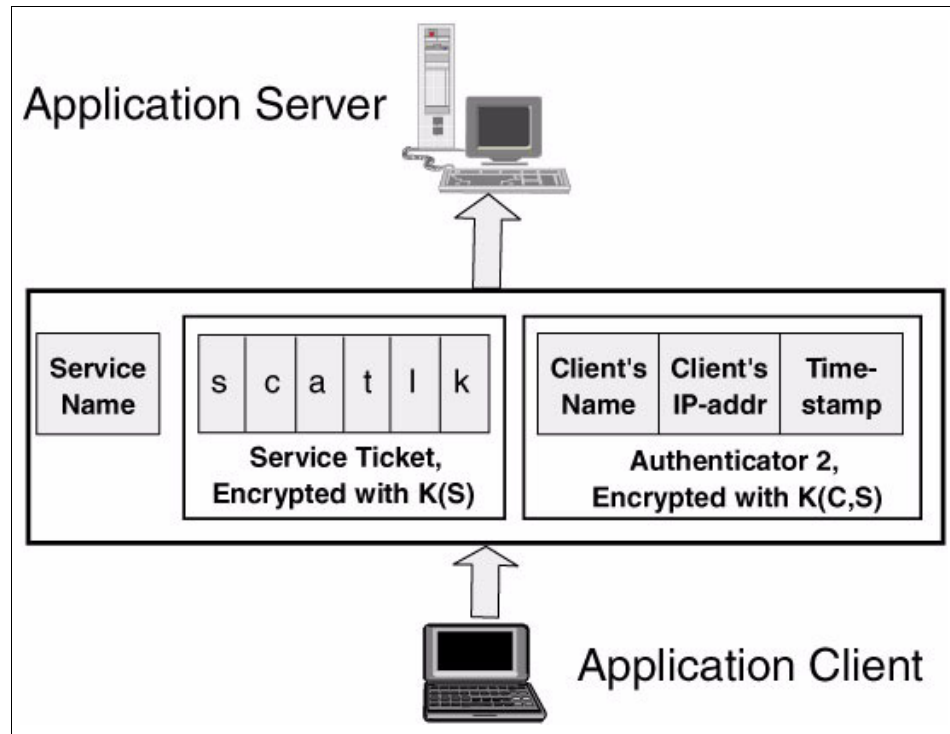 Application Server
Service
Name
s c a t l k
Service Ticket,
Encrypted with K(S)
Client's
Name
Client's
IP-addr
Time-
stamp
Authenticator 2,
Encrypted with K(C,S)
Application Client